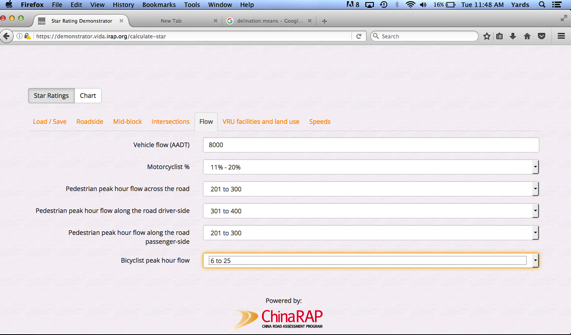 Firefox File Edit View History Bookmarks Tools Window Help 8 16% Tue 11:48 AM Yards
Star Rating Demonstrator × New Tab × delination means - Googl... × +
https://demonstrator.vida.irap.org/calculate-star Search
Star Ratings Chart
Load / Save Roadside Mid-block Intersections Flow VRU facilities and land use Speeds
Vehicle flow (AADT) 8000
Motorcyclist % 11% - 20%
Pedestrian peak hour flow across the road 201 to 300
Pedestrian peak hour flow along the road driver-side 301 to 400
Pedestrian peak hour flow along the road 201 to 300
passenger-side
Bicyclist peak hour flow 6 to 25
Powered by:
ChinaRAP
CHINA ROAD ASSESSMENT PROGRAM